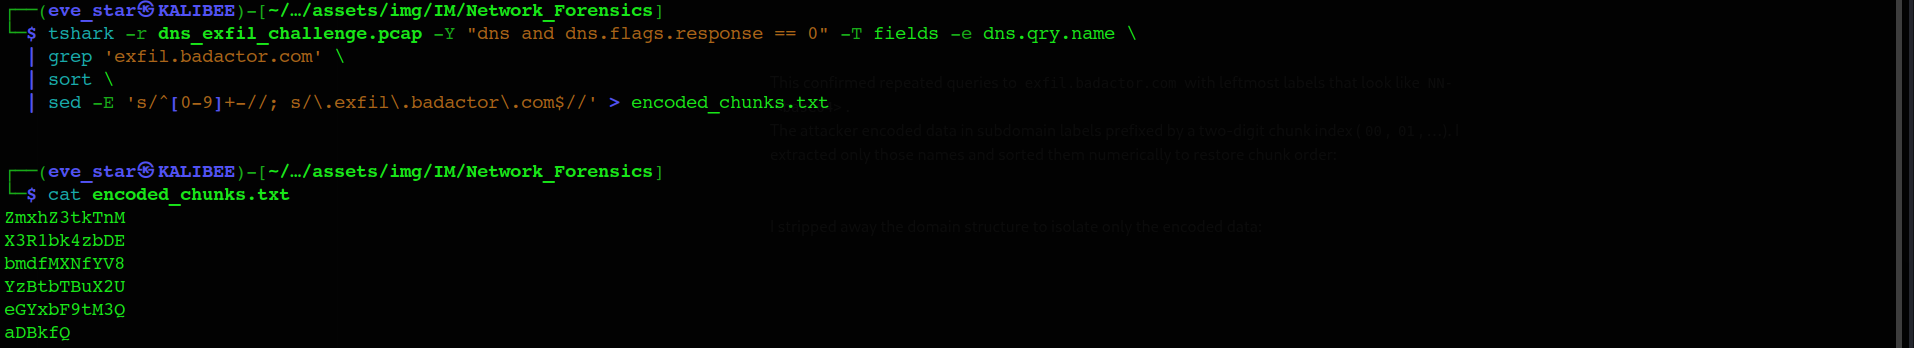 ┌──(eve_star㉿KALIBEE)-[~/…/assets/img/IM/Network_Forensics]
└─$ tshark -r dns_exfil_challenge.pcap -Y "dns and dns.flags.response == 0" -T fields -e dns.qry.name \
| grep 'exfil.badactor.com' \
| sort \
| sed -E 's/^[0-9]+-//; s/\.exfil\.badactor\.com$//' > encoded_chunks.txt
This confirmed repeated queries to exfil.badactor.com with leftmost labels that look like NN-
The attacker encoded data in subdomain labels prefixed by a two-digit chunk index ( 00 , 01 , …). I
extracted only those names and sorted them numerically to restore chunk order:
┌──(eve_star㉿KALIBEE)-[~/…/assets/img/IM/Network_Forensics]
└─$ cat encoded_chunks.txt
ZmxhZ3tkTnM
X3R1bk4zbDE
bmdfMXNfYV8
YzBtbTBuX2U
eGYxbF9tM3Q
aDBkfQ
I stripped away the domain structure to isolate only the encoded data: